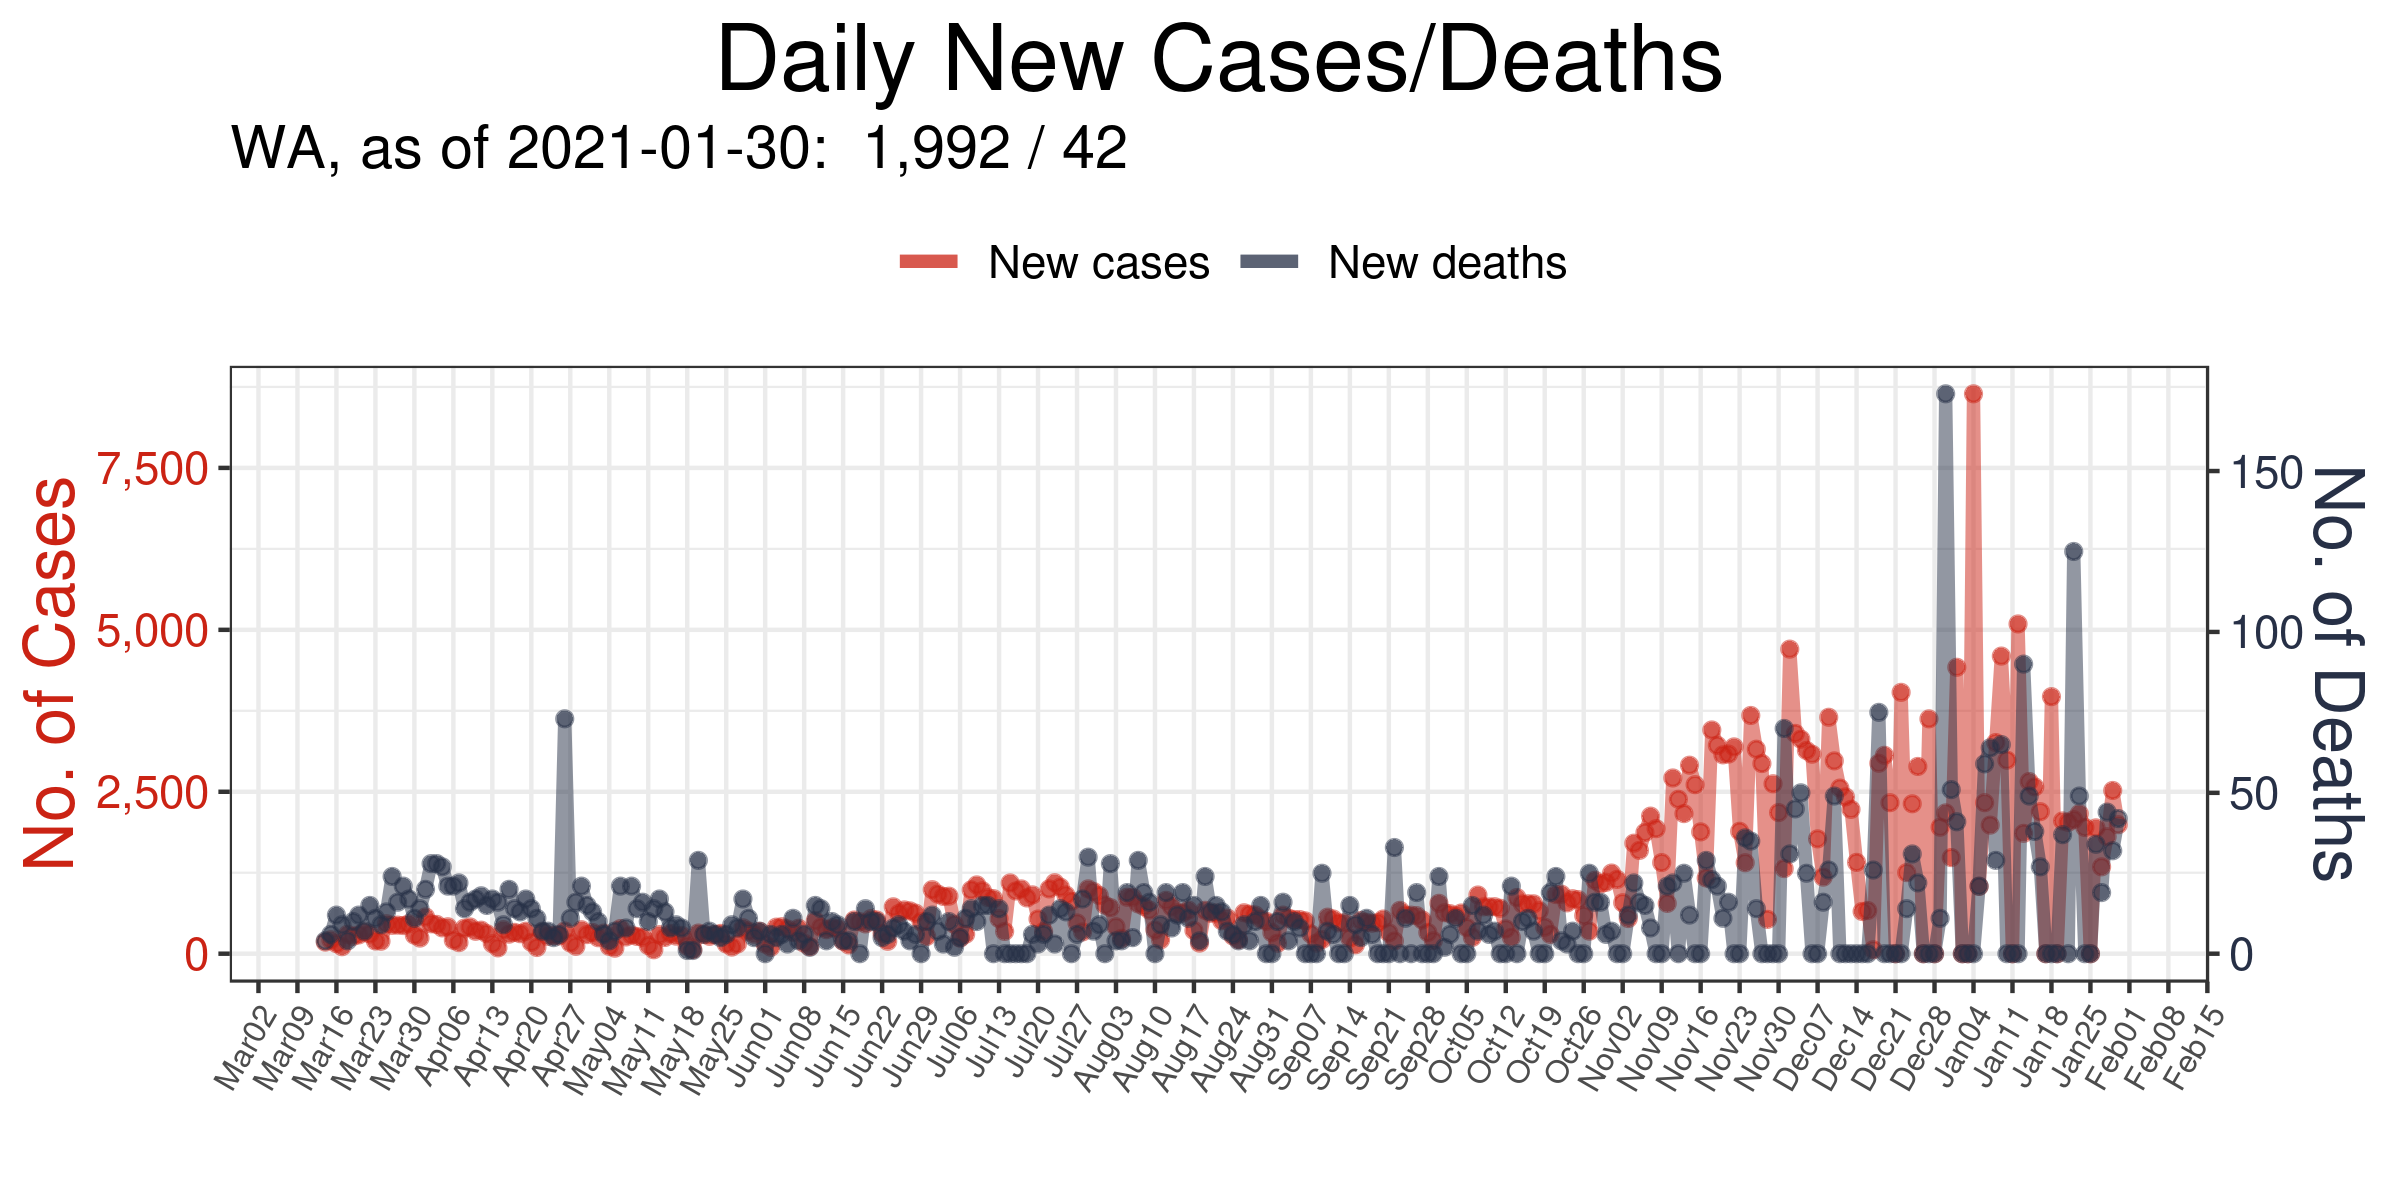 Daily New Cases/Deaths
WA, as of 2021-01-30: 1,992 / 42
New cases
New deaths
No. of Cases
7,500
5,000
2,500
0
150
100
50
0
No. of Deaths
Mar02
Mar09
Mar16
Mar23
Mar30
Apr06
Apr13
Apr20
Apr27
May04
May11
May18
May25
Jun01
Jun08
Jun15
Jun22
Jun29
Jul06
Jul13
Jul20
Jul27
Aug03
Aug10
Aug17
Aug24
Aug31
Sep07
Sep14
Sep21
Sep28
Oct05
Oct12
Oct19
Oct26
Nov02
Nov09
Nov16
Nov23
Nov30
Dec07
Dec14
Dec21
Dec28
Jan04
Jan11
Jan18
Jan25
Feb01
Feb08
Feb15